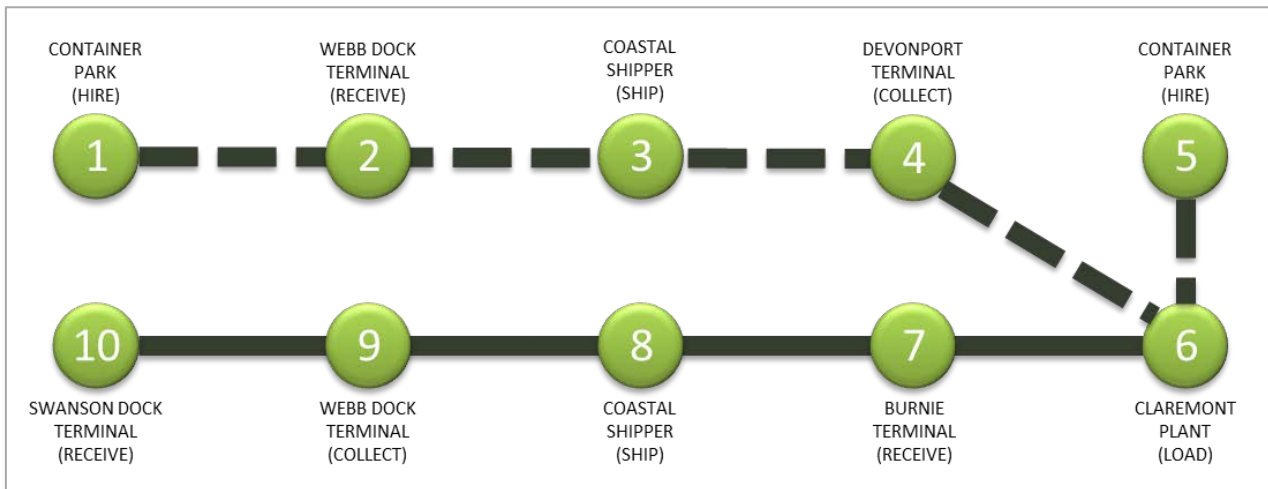 CONTAINER
PARK
(HIRE)
WEBB DOCK
TERMINAL
(RECEIVE)
COASTAL
SHIPPER
(SHIP)
DEVONPORT
TERMINAL
(COLLECT)
CONTAINER
PARK
(HIRE)
1
2
3
4
5
10
9
8
7
6
SWANSON DOCK
TERMINAL
(RECEIVE)
WEBB DOCK
TERMINAL
(COLLECT)
COASTAL
SHIPPER
(SHIP)
BURNIE
TERMINAL
(RECEIVE)
CLAREMONT
PLANT
(LOAD)